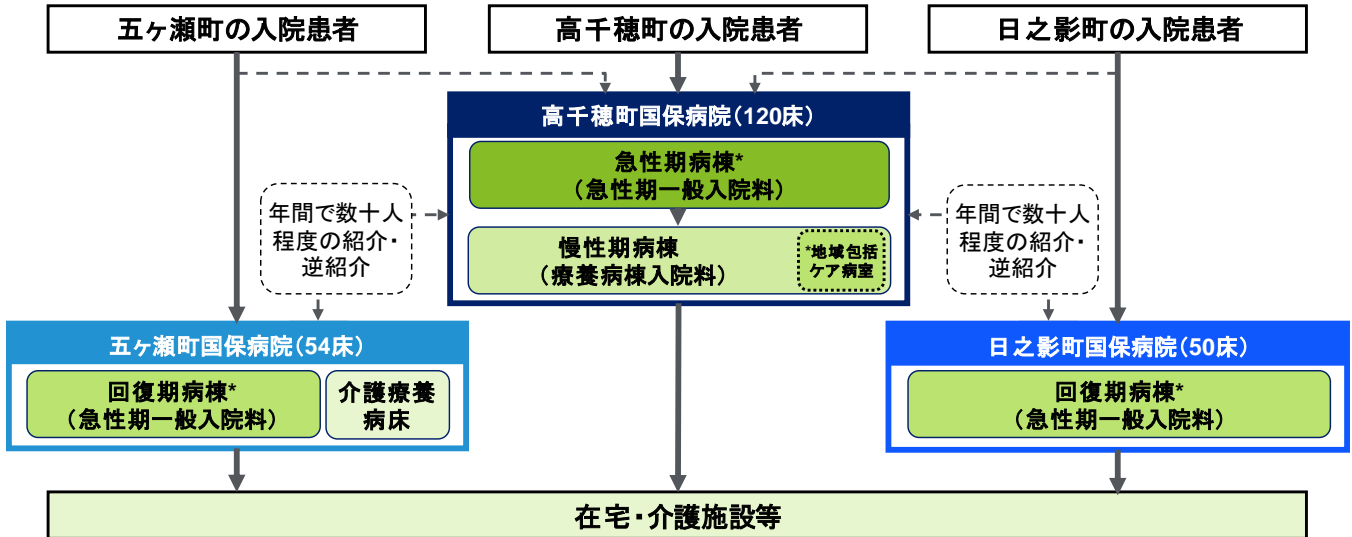 五ヶ瀬町の入院患者
高千穂町の入院患者
日之影町の入院患者
高千穂町国保病院（120床）
急性期病棟*
（急性期一般入院料）
慢性期病棟
（療養病棟入院料）
*地域包括
ケア病室
年間で数十人
程度の紹介・
逆紹介
年間で数十人
程度の紹介・
逆紹介
五ヶ瀬町国保病院（54床）
回復期病棟*
（急性期一般入院料）
介護療養
病床
日之影町国保病院（50床）
回復期病棟*
（急性期一般入院料）
在宅・介護施設等